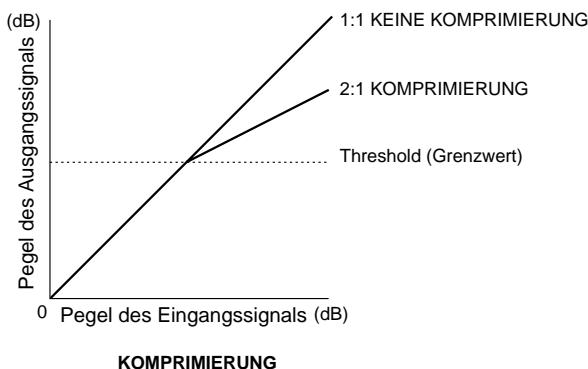 (dB)
Pegel des Ausgangssignals
1:1 KEINE KOMPRIMIERUNG
2:1 KOMPRIMIERUNG
Threshold (Grenzwert)
0
Pegel des Eingangssignals (dB)
KOMPRIMIERUNG